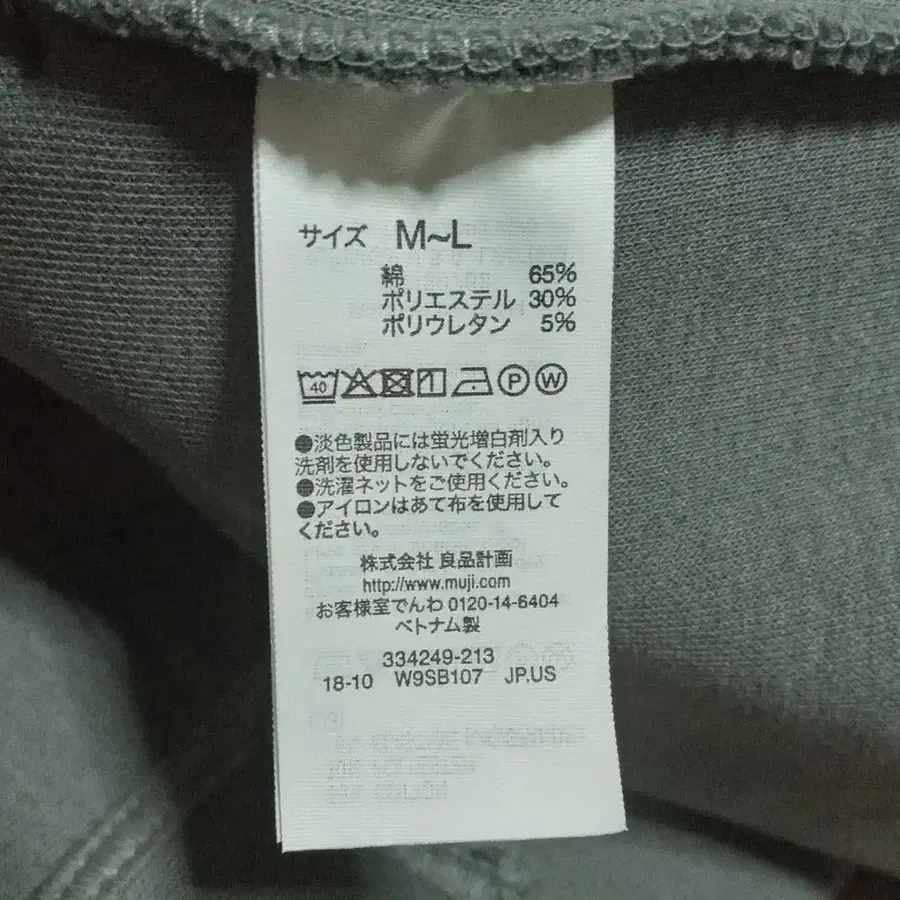 サイズ M~L
綿 65%
ポリエステル 30%
ポリウレタン 5%
40 P W
●淡色製品には蛍光増白剤入り
洗剤を使用しないでください。
●洗濯ネットをご使用ください。
●アイロンはあて布を使用して
ください。
株式会社 良品計画
http://www.muji.com
お客様室でんわ 0120-14-6404
ベトナム製
334249-213
18-10 W9SB107 JP.US